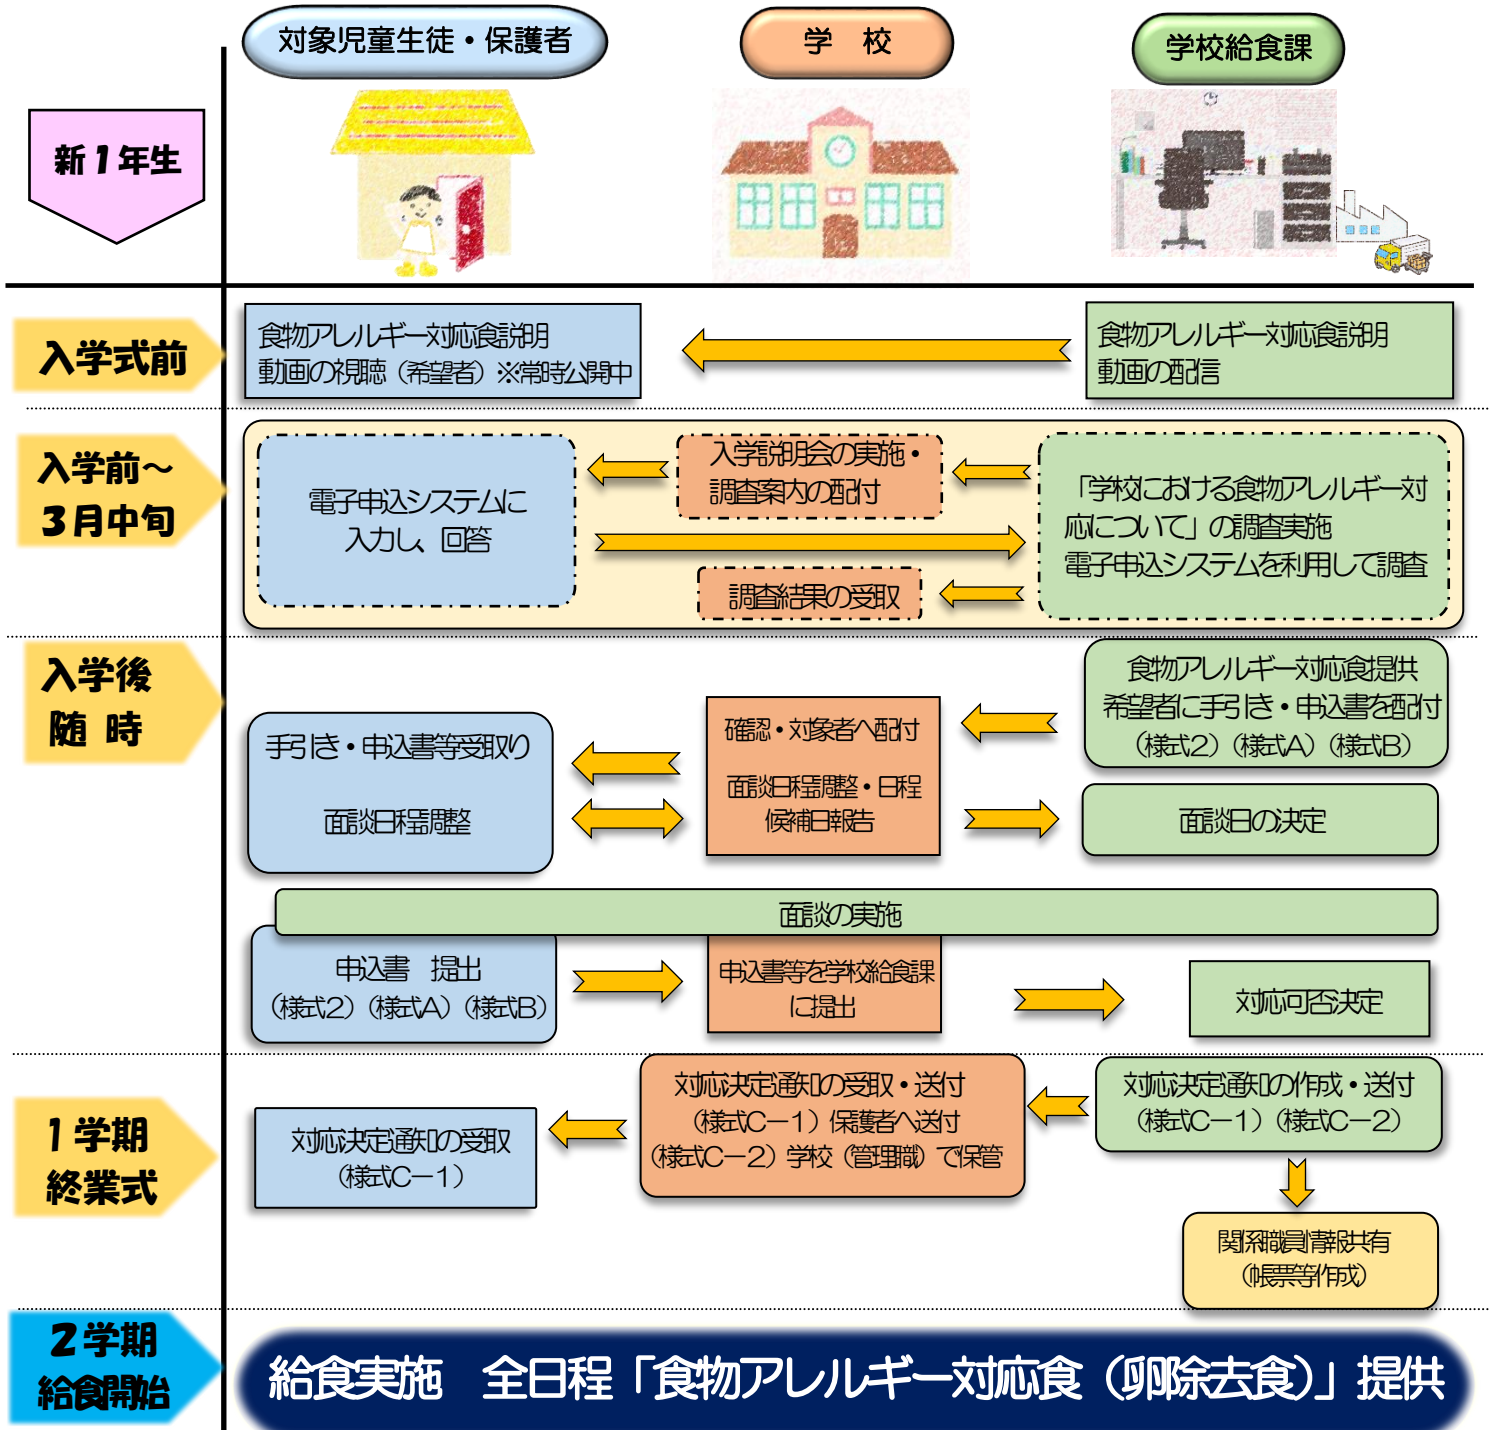 対象児童生徒・保護者
学　校
学校給食課
新１年生
入学式前
食物アレルギー対応食説明
動画の視聴（希望者）※常時公開中
食物アレルギー対応食説明
動画の配信
入学前～
３月中旬
電子申込システムに
入力し、回答
入学説明会の実施・
調査案内の配付
調査結果の受取
「学校における食物アレルギー対
応について」の調査実施
電子申込システムを利用して調査
入学後
随 時
手引き・申込書等受取り
面談日程調整
確認・対象者へ配付
面談日程調整・日程
候補日報告
食物アレルギー対応食提供
希望者に手引き・申込書を配付
（様式2）（様式A）（様式B）
面談日の決定
面談の実施
申込書　提出
（様式2）（様式A）（様式B）
申込書等を学校給食課
に提出
対応可否決定
１学期
終業式
対応決定通知の受取
（様式C－1）
対応決定通知の受取・送付
（様式C－1）保護者へ送付
（様式C－2）学校（管理職）で保管
対応決定通知の作成・送付
（様式C－1）（様式C－2）
関係職員情報共有
（帳票等作成）
２学期
給食開始
給食実施　全日程「食物アレルギー対応食（卵除去食）」提供